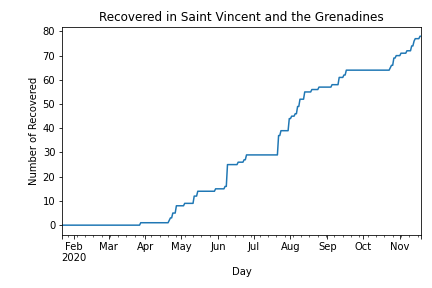 Recovered in Saint Vincent and the Grenadines
80
70
60
50
40
30
20
10
0
Number of Recovered
Feb Mar Apr May Jun Jul Aug Sep Oct Nov
2020
Day